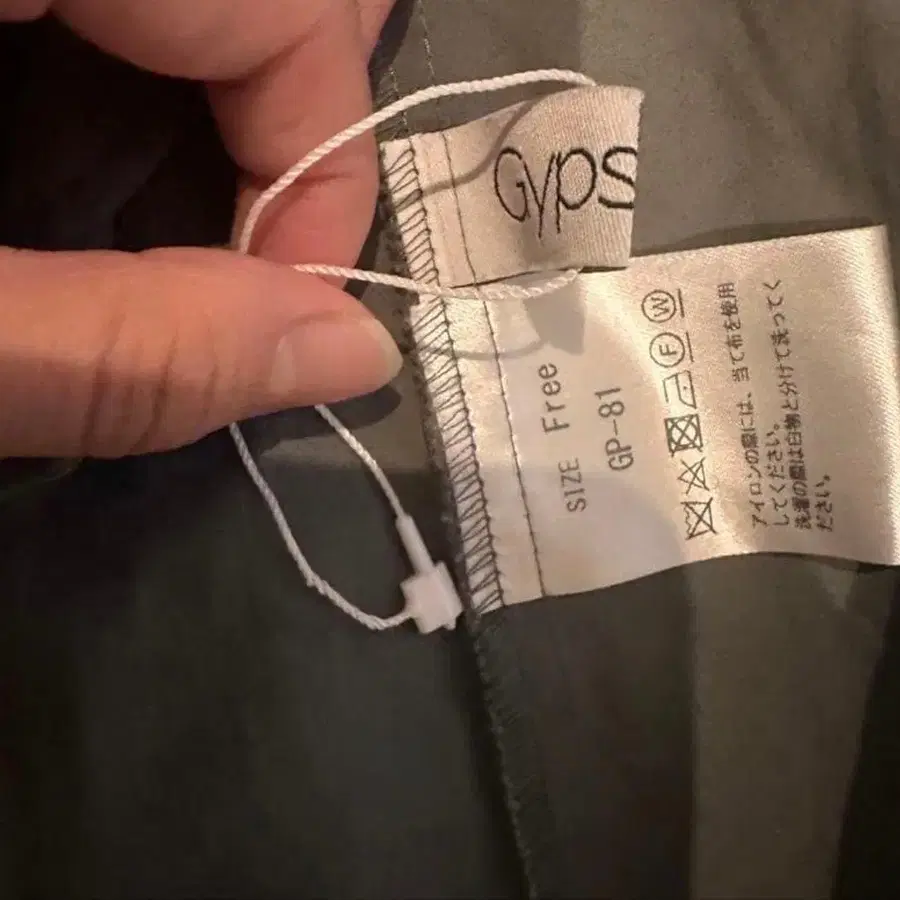 Gyps
SIZE Free
GP-81
W
F
アイロンの際には、当て布を使用
してください。
洗濯の際は白物と分けて洗ってく
ださい。